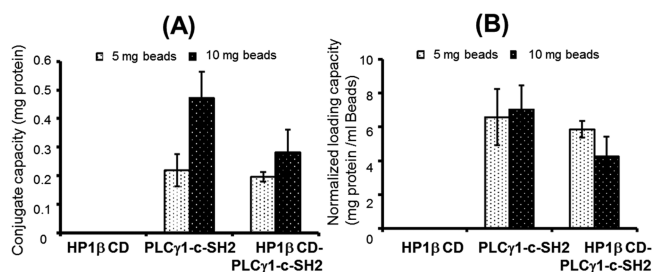 (A)
5 mg beads 10 mg beads
Conjugate capacity (mg protein)
0.6
0.5
0.4
0.3
0.2
0.1
0
HP1β CD PLCγ1-c-SH2 HP1β CD-
PLCγ1-c-SH2
(B)
5 mg beads 10 mg beads
Normalized loading capacity
(mg protein /ml Beads)
10
8
6
4
2
0
HP1β CD PLCγ1-c-SH2 HP1β CD-
PLCγ1-c-SH2